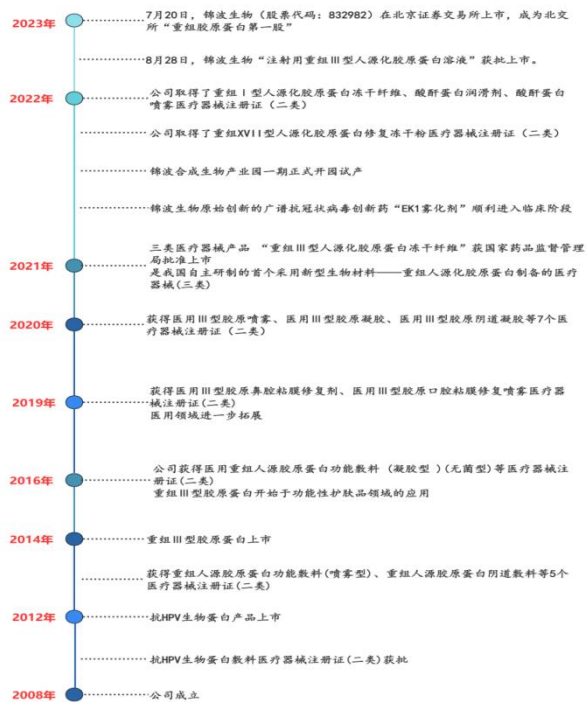 2023年
7月20日，锦波生物（股票代码：832982）在北京证券交易所上市，成为北交
所“重组胶原蛋白第一股”
8月28日，锦波生物“注射用重组Ⅲ型人源化胶原蛋白溶液”获批上市。
2022年
公司取得了重组Ⅰ型人源化胶原蛋白冻干纤维、酸酐蛋白润滑剂、酸酐蛋白
喷雾医疗器械注册证（二类）
公司取得了重组XVII型人源化胶原蛋白修复冻干粉医疗器械注册证（二类）
锦波合成生物产业园一期正式开园试产
锦波生物原始创新的广谱抗冠状病毒创新药“EK1雾化剂”顺利进入临床阶段
2021年
三类医疗器械产品 “重组Ⅲ型人源化胶原蛋白冻干纤维”获国家药品监督管理
局批准上市
是我国自主研制的首个采用新型生物材料——重组人源化胶原蛋白制备的医疗
器械(三类)
2020年
获得医用Ⅲ型胶原喷雾、医用Ⅲ型胶原凝胶、医用Ⅲ型胶原阴道凝胶等7个医
疗器械注册证（二类）
2019年
获得医用Ⅲ型胶原鼻腔粘膜修复剂、医用Ⅲ型胶原口腔粘膜修复喷雾医疗器
械注册证(二类)
医用领域进一步拓展
2016年
公司获得医用重组人源胶原蛋白功能敷料 (凝胶型 )(无菌型)等医疗器械注
册证(二类)
重组Ⅲ型胶原蛋白开始于功能性护肤品领域的应用
2014年
重组Ⅲ型胶原蛋白上市
获得重组人源胶原蛋白功能敷料(喷雾型)、重组人源胶原蛋白阴道敷料等5个
医疗器械注册证(二类)
2012年
抗HPV生物蛋白产品上市
抗HPV生物蛋白敷料医疗器械注册证(二类)获批
2008年
公司成立